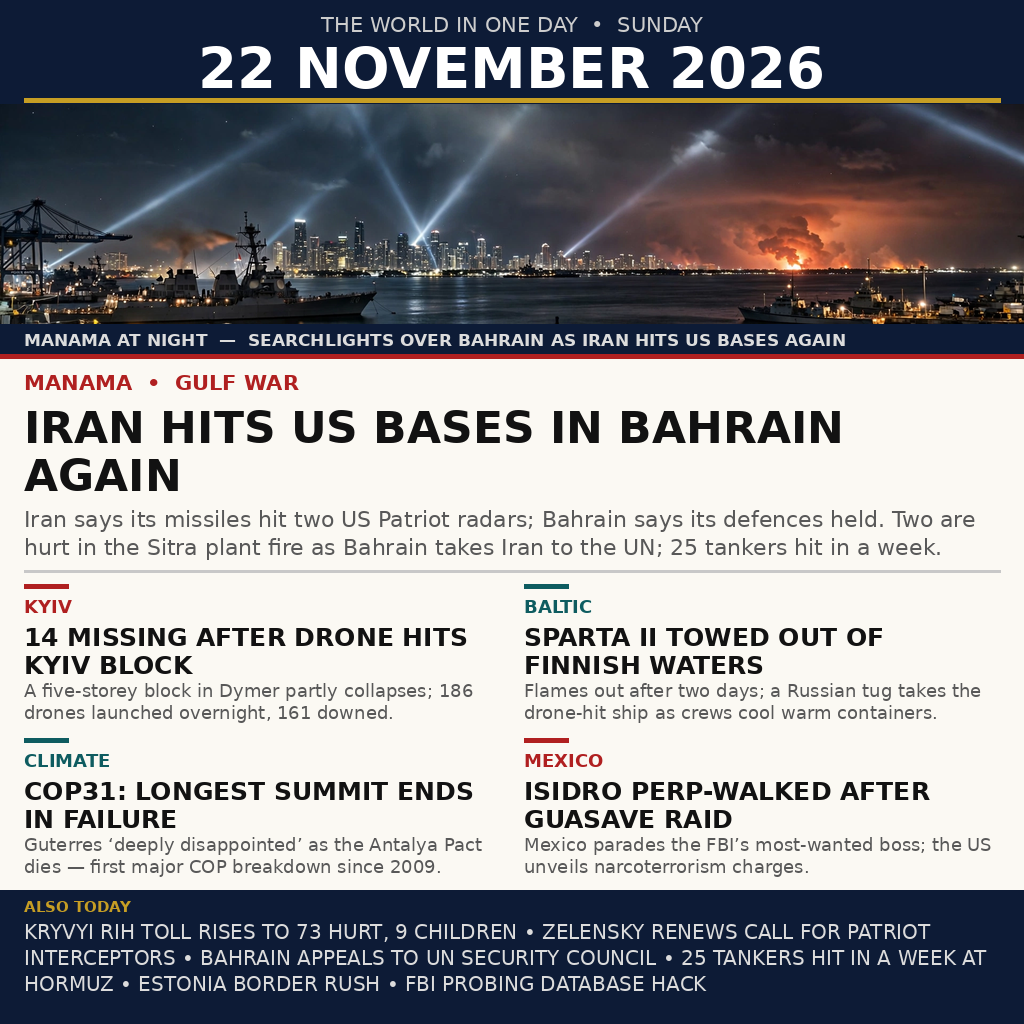 THE WORLD IN ONE DAY • SUNDAY
22 NOVEMBER 2026
MANAMA AT NIGHT — SEARCHLIGHTS OVER BAHRAIN AS IRAN HITS US BASES AGAIN
MANAMA • GULF WAR
IRAN HITS US BASES IN BAHRAIN
AGAIN
Iran says its missiles hit two US Patriot radars; Bahrain says its defences held. Two are
hurt in the Sitra plant fire as Bahrain takes Iran to the UN; 25 tankers hit in a week.
KYIV
14 MISSING AFTER DRONE HITS
KYIV BLOCK
A five-storey block in Dymer partly collapses; 186
drones launched overnight, 161 downed.
BALTIC
SPARTA II TOWED OUT OF
FINNISH WATERS
Flames out after two days; a Russian tug takes the
drone-hit ship as crews cool warm containers.
CLIMATE
COP31: LONGEST SUMMIT ENDS
IN FAILURE
Guterres ‘deeply disappointed’ as the Antalya Pact
dies — first major COP breakdown since 2009.
MEXICO
ISIDRO PERP-WALKED AFTER
GUASAVE RAID
Mexico parades the FBI’s most-wanted boss; the US
unveils narcoterrorism charges.
ALSO TODAY
KRYVYI RIH TOLL RISES TO 73 HURT, 9 CHILDREN • ZELENSKY RENEWS CALL FOR PATRIOT
INTERCEPTORS • BAHRAIN APPEALS TO UN SECURITY COUNCIL • 25 TANKERS HIT IN A WEEK AT
HORMUZ • ESTONIA BORDER RUSH • FBI PROBING DATABASE HACK